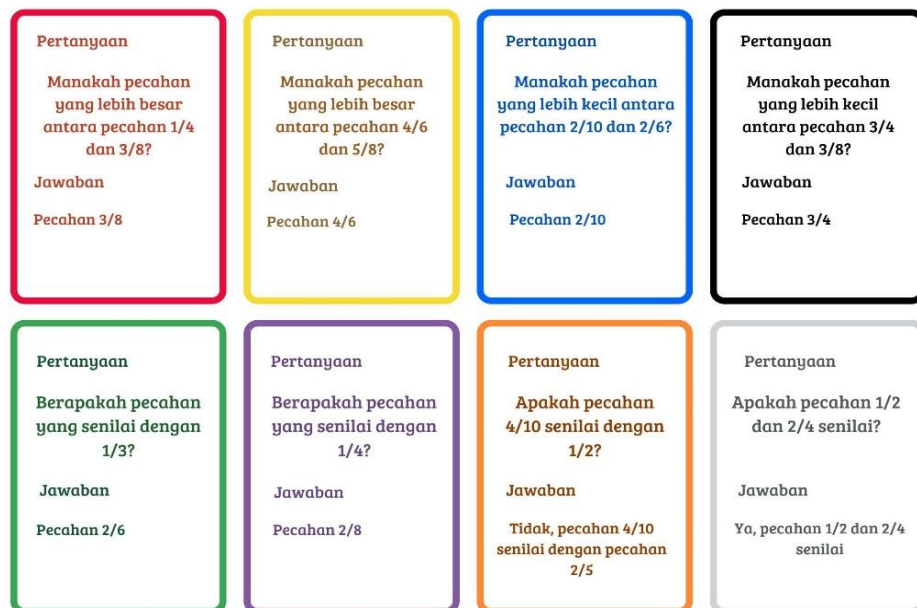 Pertanyaan
Manakah pecahan
yang lebih besar
antara pecahan 1/4
dan 3/8?
Jawaban
Pecahan 3/8
Pertanyaan
Manakah pecahan
yang lebih besar
antara pecahan 4/6
dan 5/8?
Jawaban
Pecahan 4/6
Pertanyaan
Manakah pecahan
yang lebih kecil antara
pecahan 2/10 dan 2/6?
Jawaban
Pecahan 2/10
Pertanyaan
Manakah pecahan
yang lebih kecil
antara pecahan 3/4
dan 3/8?
Jawaban
Pecahan 3/4
Pertanyaan
Berapakah pecahan
yang senilai dengan
1/3?
Jawaban
Pecahan 2/6
Pertanyaan
Berapakah pecahan
yang senilai dengan
1/4?
Jawaban
Pecahan 2/8
Pertanyaan
Apakah pecahan
4/10 senilai dengan
1/2?
Jawaban
Tidak, pecahan 4/10
senilai dengan pecahan
2/5
Pertanyaan
Apakah pecahan 1/2
dan 2/4 senilai?
Jawaban
Ya, pecahan 1/2 dan 2/4
senilai